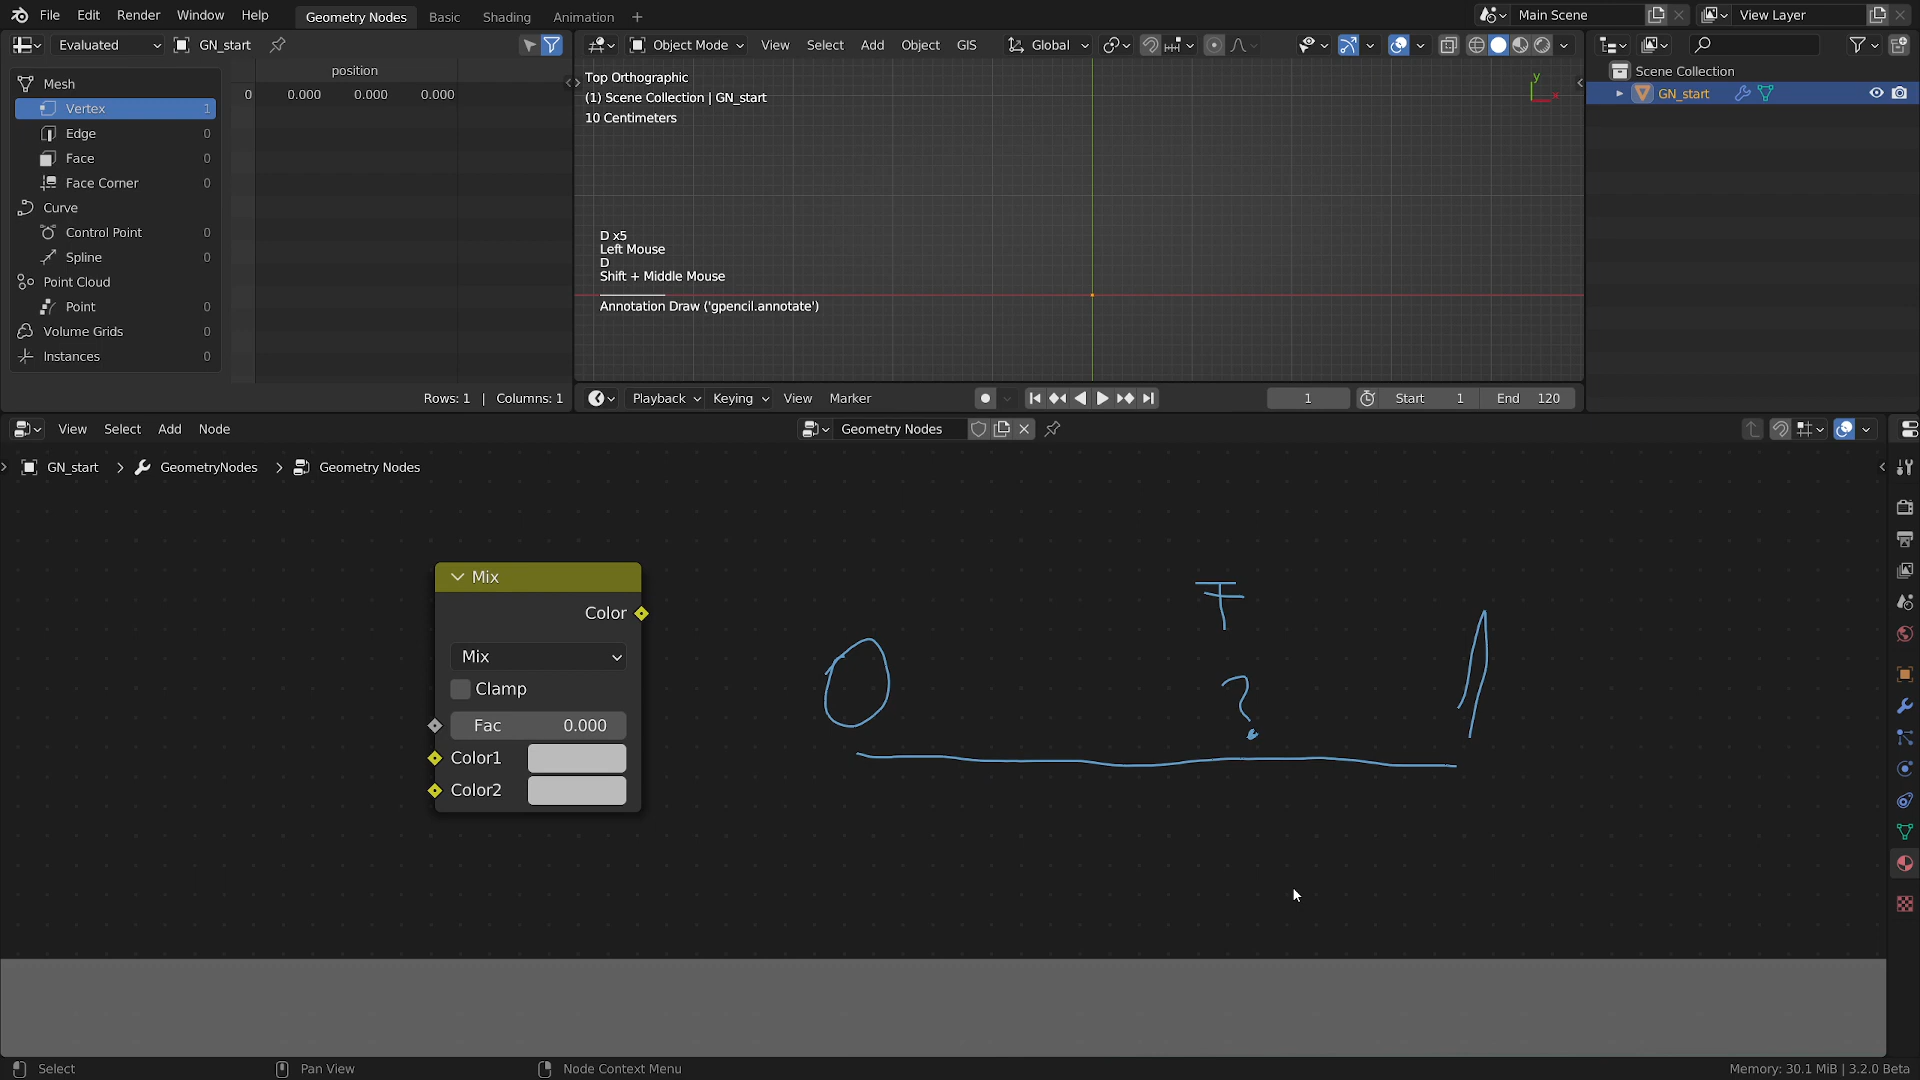 File Edit Render Window Help Geometry Nodes Basic Shading Animation + Main Scene View Layer
Evaluated GN_start Object Mode View Select Add Object GIS Global
position
Mesh
Vertex 1
Edge 0
Face 0
Face Corner 0
Curve
Control Point 0
Spline 0
Point Cloud
Point 0
Volume Grids 0
Instances 0
0 0.000 0.000 0.000
Rows: 1 | Columns: 1
Top Orthographic
(1) Scene Collection | GN_start
10 Centimeters
y
x
D x5
Left Mouse
D
Shift + Middle Mouse
Annotation Draw ('gpencil.annotate')
Scene Collection
GN_start
Playback Keying View Marker 1 Start 1 End 120
View Select Add Node Geometry Nodes
GN_start > GeometryNodes > Geometry Nodes
Mix
Color
Mix
Clamp
Fac 0.000
Color1
Color2
F
0 ? 1
Select Pan View Node Context Menu Memory: 30.1 MiB | 3.2.0 Beta